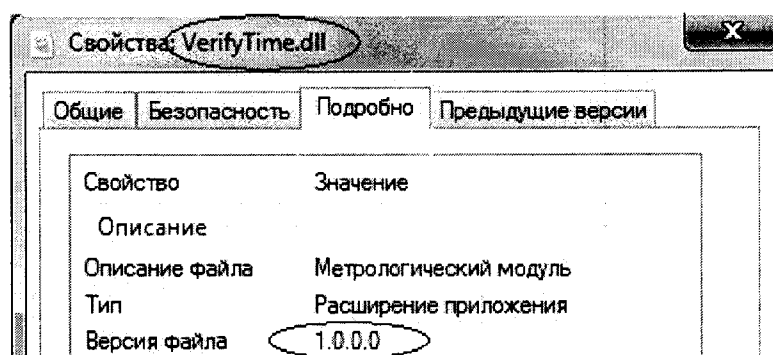 Свойства: VerifyTime.dll
X
Общие Безопасность Подробно Предыдущие версии
Свойство Значение
Описание
Описание файла Метрологический модуль
Тип Расширение приложения
Версия файла 1.0.0.0